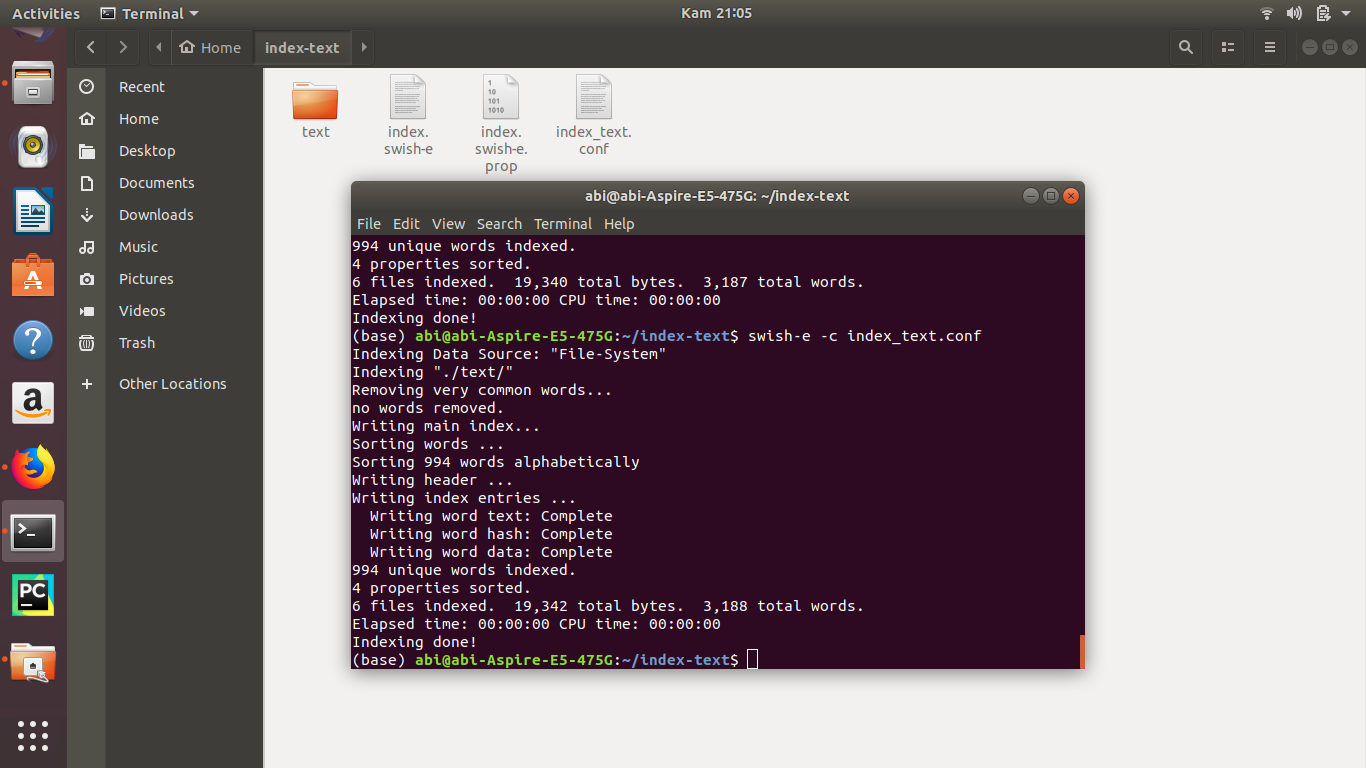 Activities Terminal Kam 21:05
Home index-text
Recent
Home
Desktop
Documents
Downloads
Music
Pictures
Videos
Trash
Other Locations
text
index.
swish-e
1
10
101
1010
index.
swish-e.
prop
index_text.
conf
abi@abi-Aspire-E5-475G: ~/index-text
File Edit View Search Terminal Help
994 unique words indexed.
4 properties sorted.
6 files indexed.  19,340 total bytes.  3,187 total words.
Elapsed time: 00:00:00 CPU time: 00:00:00
Indexing done!
(base) abi@abi-Aspire-E5-475G:~/index-text$ swish-e -c index_text.conf
Indexing Data Source: "File-System"
Indexing "./text/"
Removing very common words...
no words removed.
Writing main index...
Sorting words ...
Sorting 994 words alphabetically
Writing header ...
Writing index entries ...
  Writing word text: Complete
  Writing word hash: Complete
  Writing word data: Complete
994 unique words indexed.
4 properties sorted.
6 files indexed.  19,342 total bytes.  3,188 total words.
Elapsed time: 00:00:00 CPU time: 00:00:00
Indexing done!
(base) abi@abi-Aspire-E5-475G:~/index-text$
a
PC